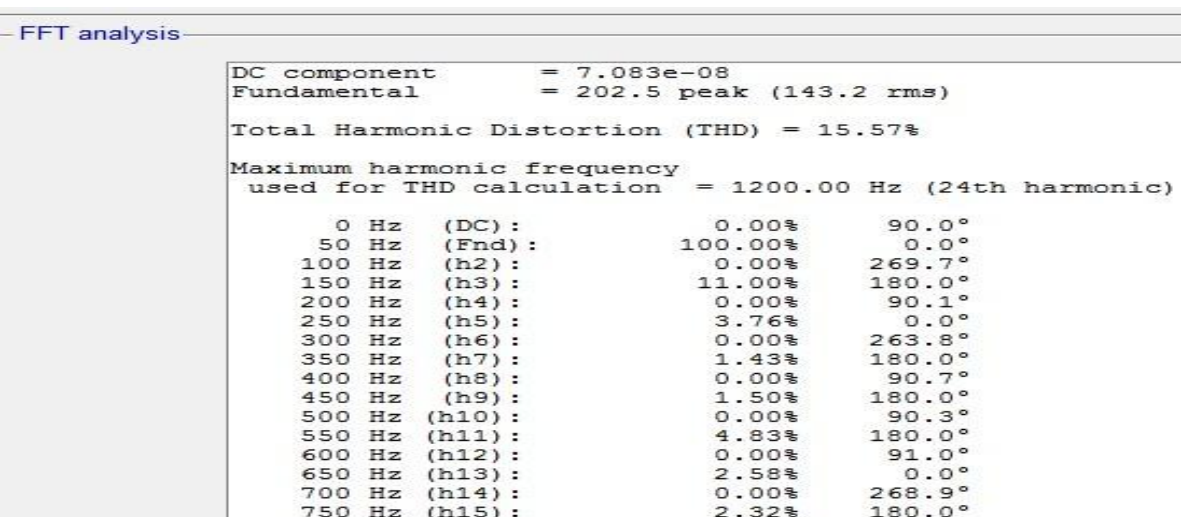 FFT analysis
DC component = 7.083e-08
Fundamental = 202.5 peak (143.2 rms)
Total Harmonic Distortion (THD) = 15.57%
Maximum harmonic frequency
used for THD calculation = 1200.00 Hz (24th harmonic)
0 Hz (DC): 0.00% 90.0°
50 Hz (Fnd): 100.00% 0.0°
100 Hz (h2): 0.00% 269.7°
150 Hz (h3): 11.00% 180.0°
200 Hz (h4): 0.00% 90.1°
250 Hz (h5): 3.76% 0.0°
300 Hz (h6): 0.00% 263.8°
350 Hz (h7): 1.43% 180.0°
400 Hz (h8): 0.00% 90.7°
450 Hz (h9): 1.50% 180.0°
500 Hz (h10): 0.00% 90.3°
550 Hz (h11): 4.83% 180.0°
600 Hz (h12): 0.00% 91.0°
650 Hz (h13): 2.58% 0.0°
700 Hz (h14): 0.00% 268.9°
750 Hz (h15): 2.32% 180.0°